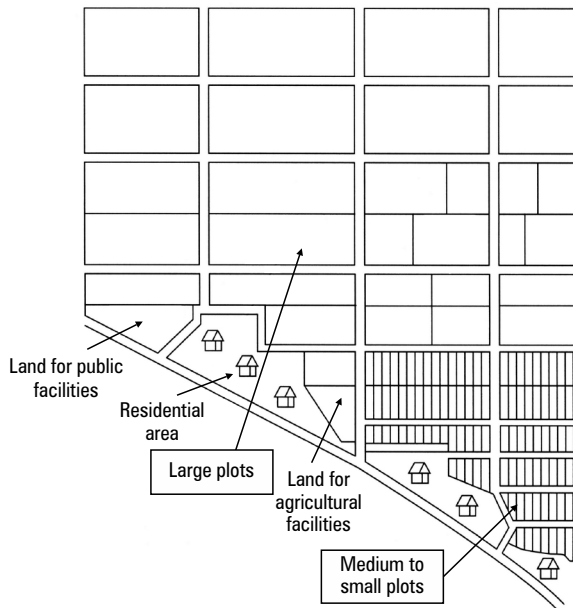 Land for public
facilities
Residential
area
Large plots
Land for
agricultural
facilities
Medium to
small plots